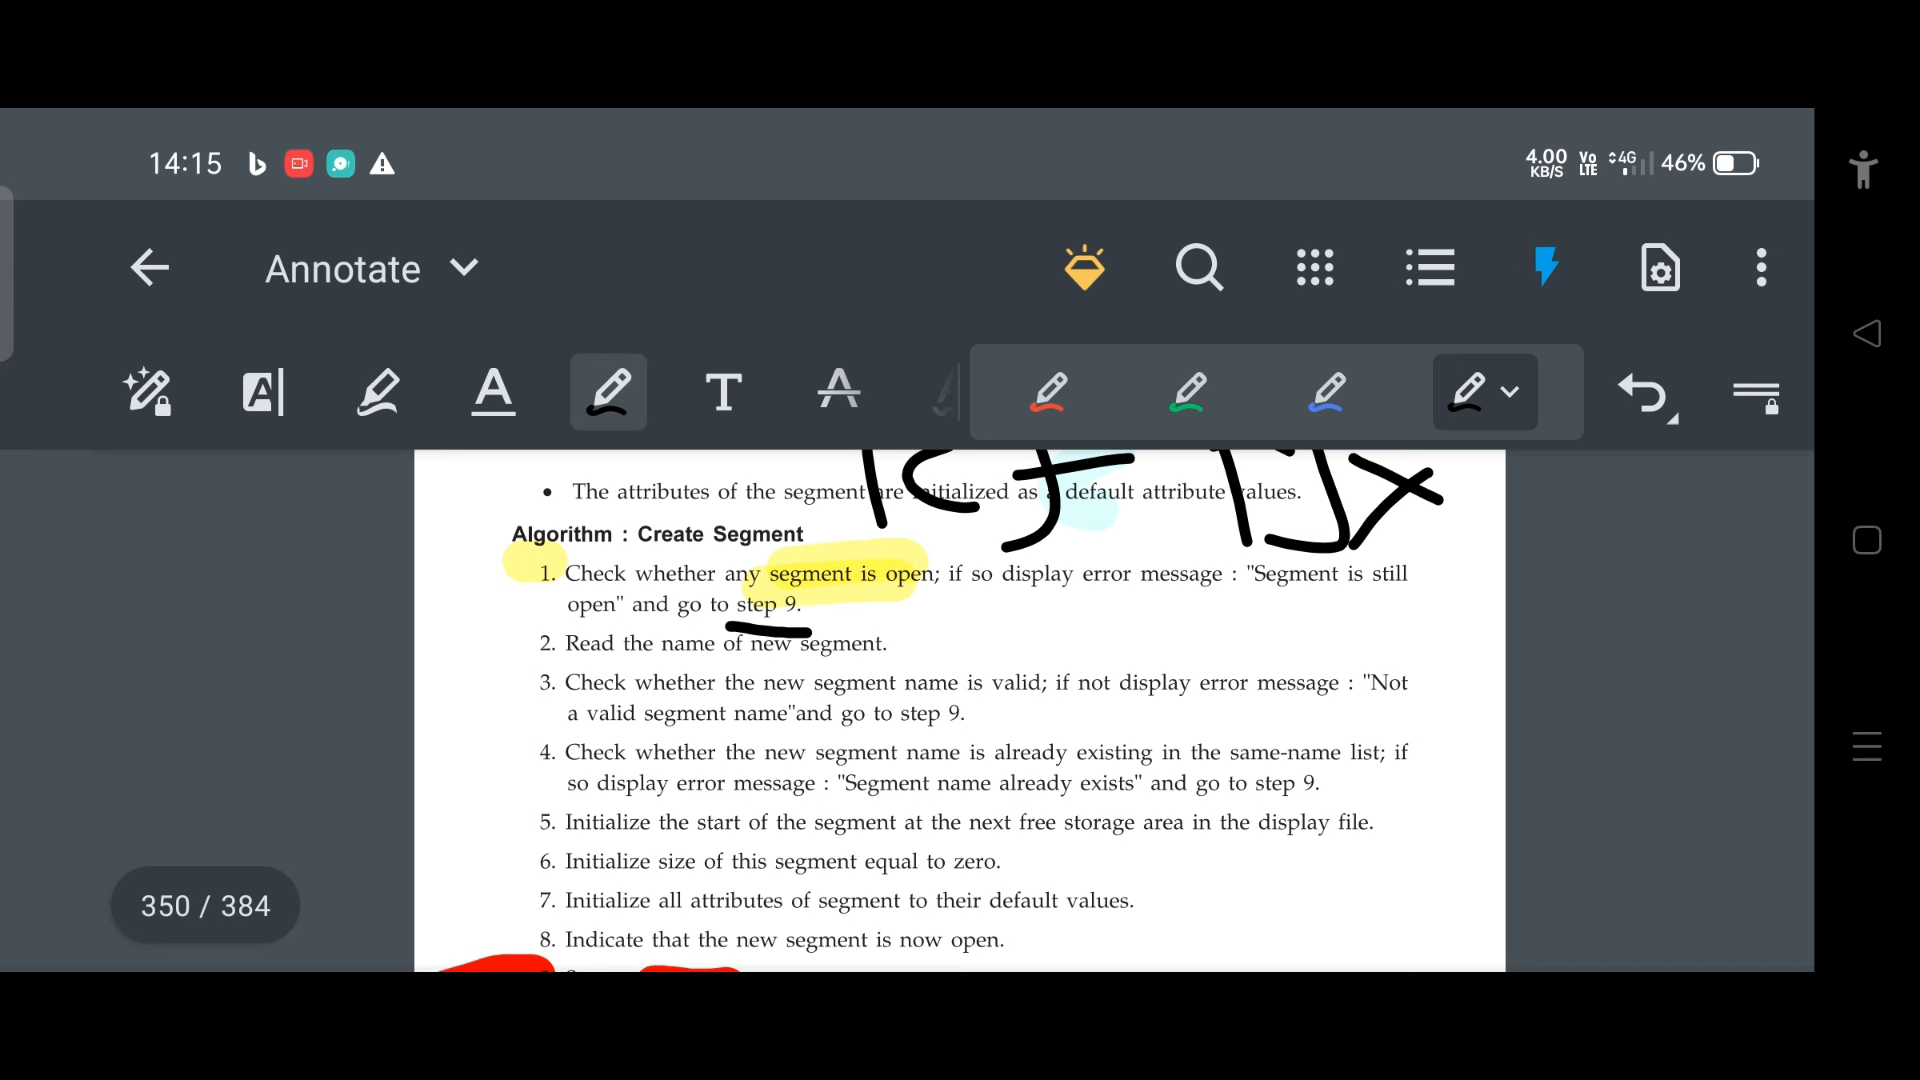 14:15 4.00 KB/S Vo LTE 4G 46%
Annotate
• The attributes of the segment are initialized as a default attribute values.
Algorithm : Create Segment
1. Check whether any segment is open; if so display error message : "Segment is still
open" and go to step 9.
2. Read the name of new segment.
3. Check whether the new segment name is valid; if not display error message : "Not
a valid segment name"and go to step 9.
4. Check whether the new segment name is already existing in the same-name list; if
so display error message : "Segment name already exists" and go to step 9.
5. Initialize the start of the segment at the next free storage area in the display file.
6. Initialize size of this segment equal to zero.
7. Initialize all attributes of segment to their default values.
8. Indicate that the new segment is now open.
350 / 384